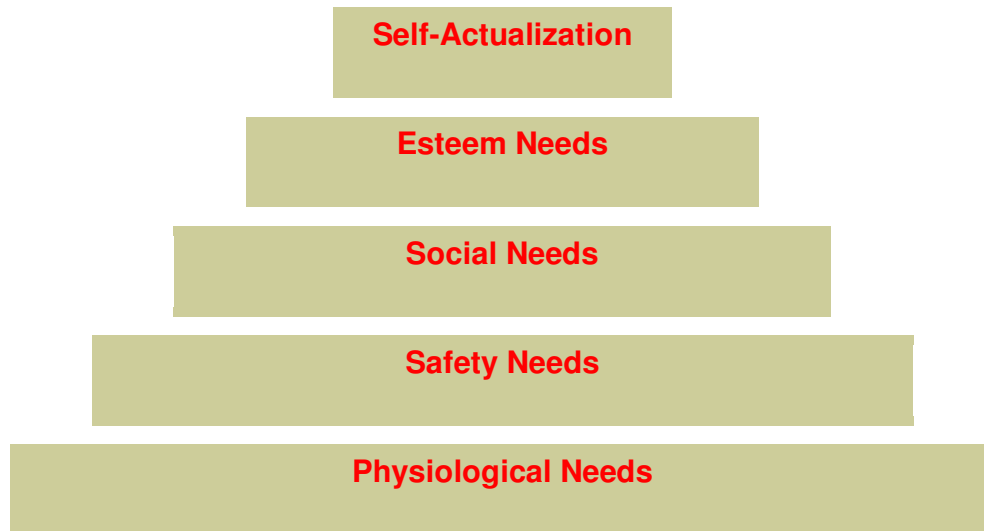 Self-Actualization
Esteem Needs
Social Needs
Safety Needs
Physiological Needs